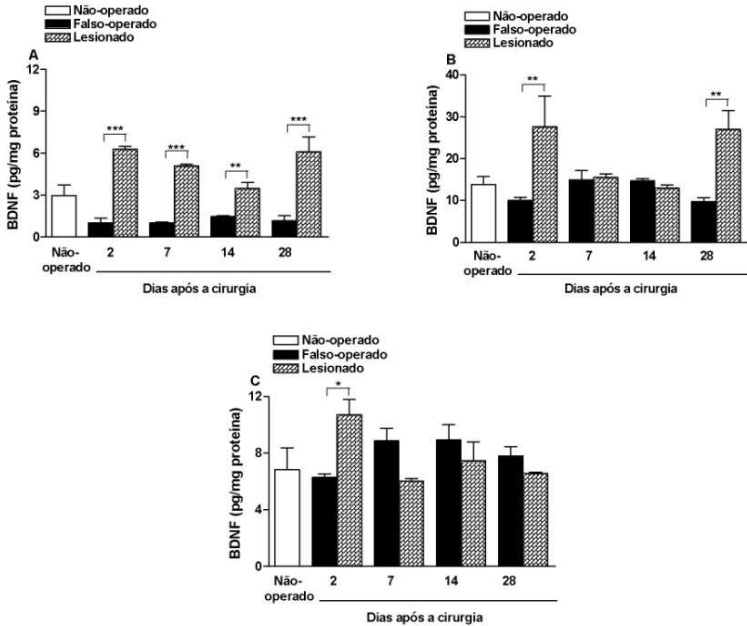 Não-operado
Falso-operado
Lesionado
A
BDNF (pg/mg proteína)
12
9
6
3
0
***
***
**
***
Não-
operado
2 7 14 28
Dias após a cirurgia
Não-operado
Falso-operado
Lesionado
B
BDNF (pg/mg proteína)
40
30
20
10
0
**
**
Não-
operado
2 7 14 28
Dias após a cirurgia
Não-operado
Falso-operado
Lesionado
C
BDNF (pg/mg proteína)
12
8
4
0
*
Não-
operado
2 7 14 28
Dias após a cirurgia